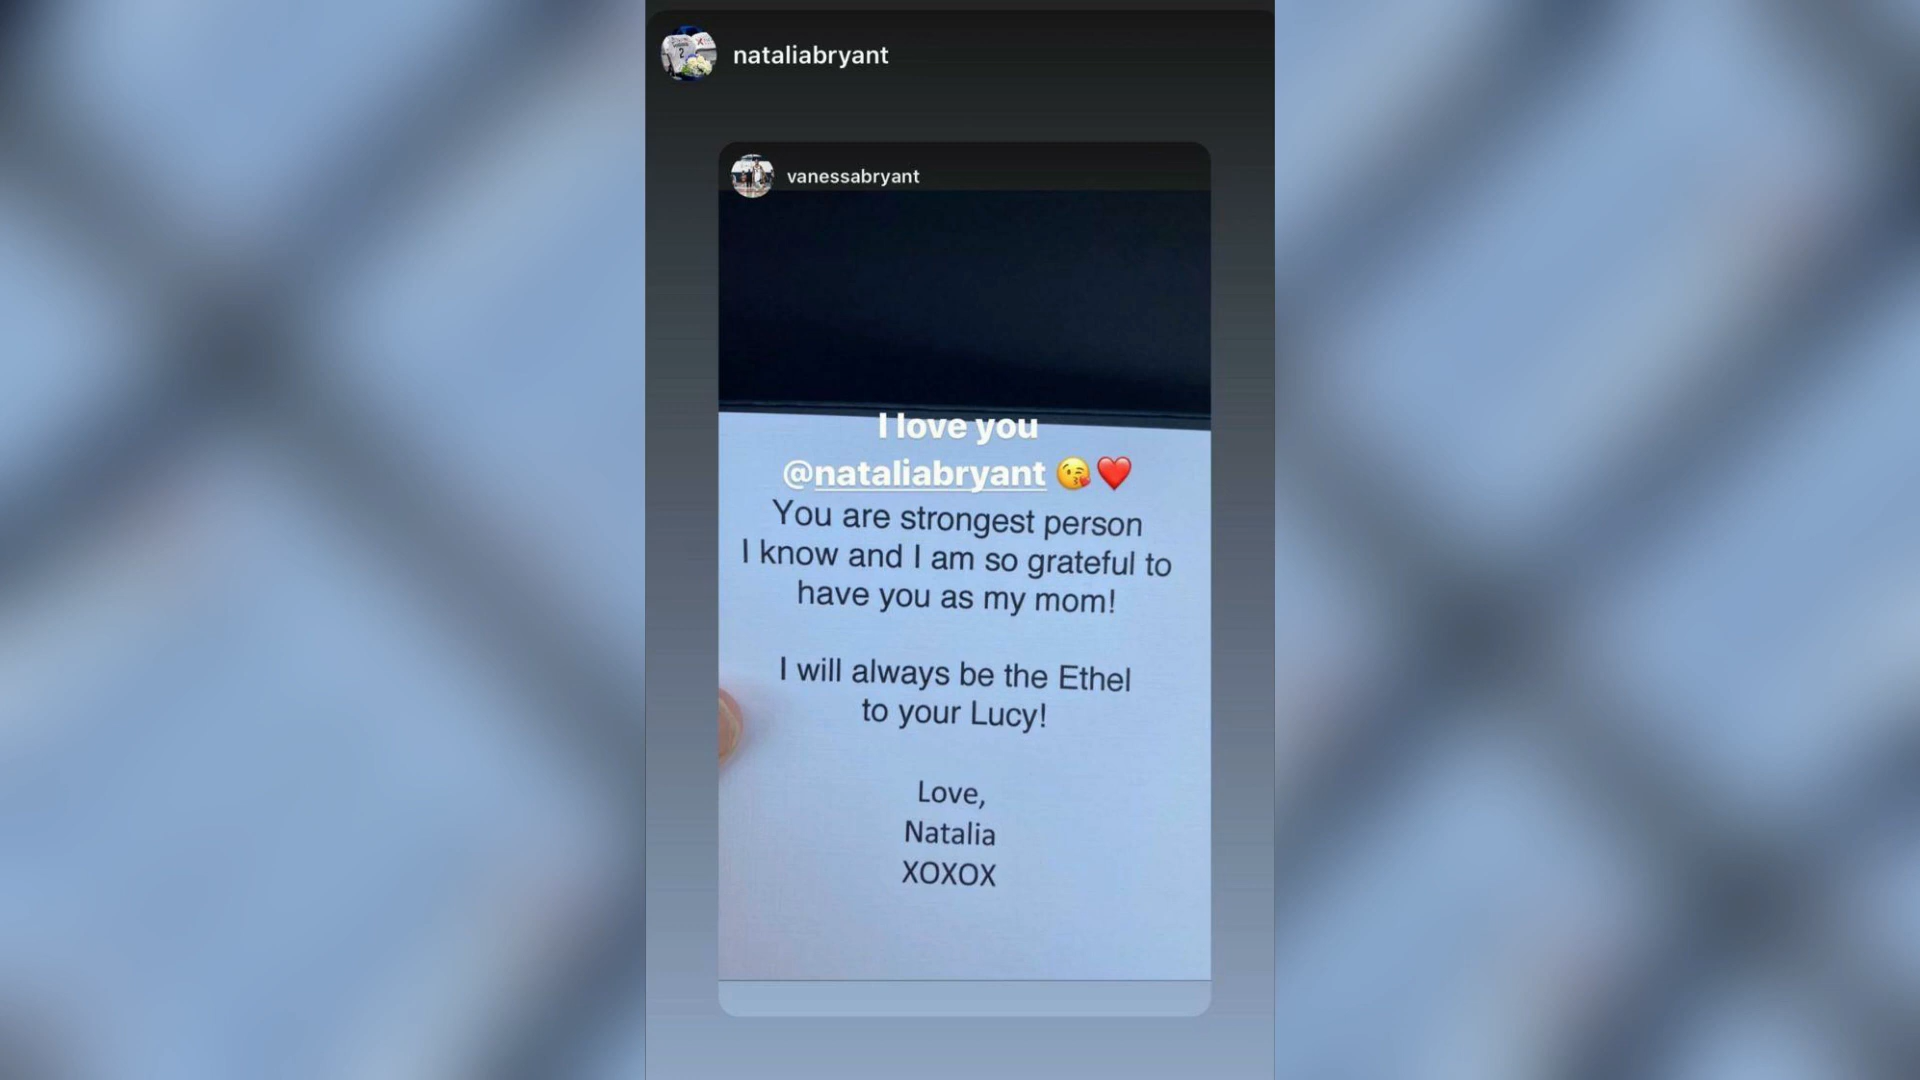 nataliabryant
vanessabryant
I love you
@nataliabryant 😘❤️
You are strongest person
I know and I am so grateful to
have you as my mom!
I will always be the Ethel
to your Lucy!
Love,
Natalia
XOXOX